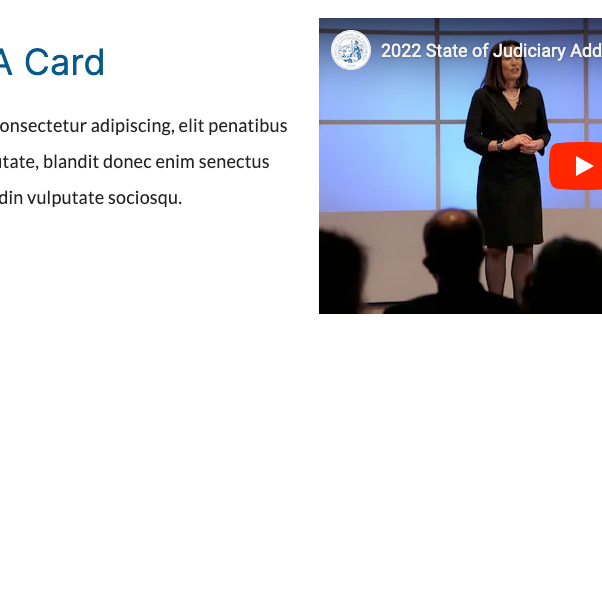 A Card
onsectetur adipiscing, elit penatibus
utate, blandit donec enim senectus
din vulputate sociosqu.
2022 State of Judiciary Add